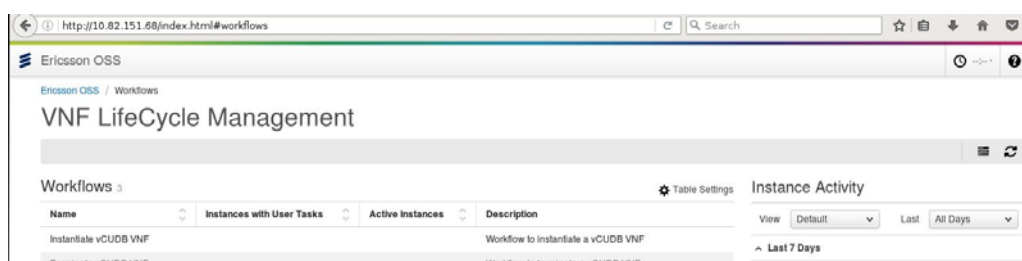 http://10.82.151.68/index.html#workflows
Search
Ericsson OSS
--:--
Ericsson OSS / Workflows
VNF LifeCycle Management
Workflows 3
Table Settings
Instance Activity
Name Instances with User Tasks Active Instances Description
View Default Last All Days
Instantiate vCUDB VNF Workflow to instantiate a vCUDB VNF
Last 7 Days